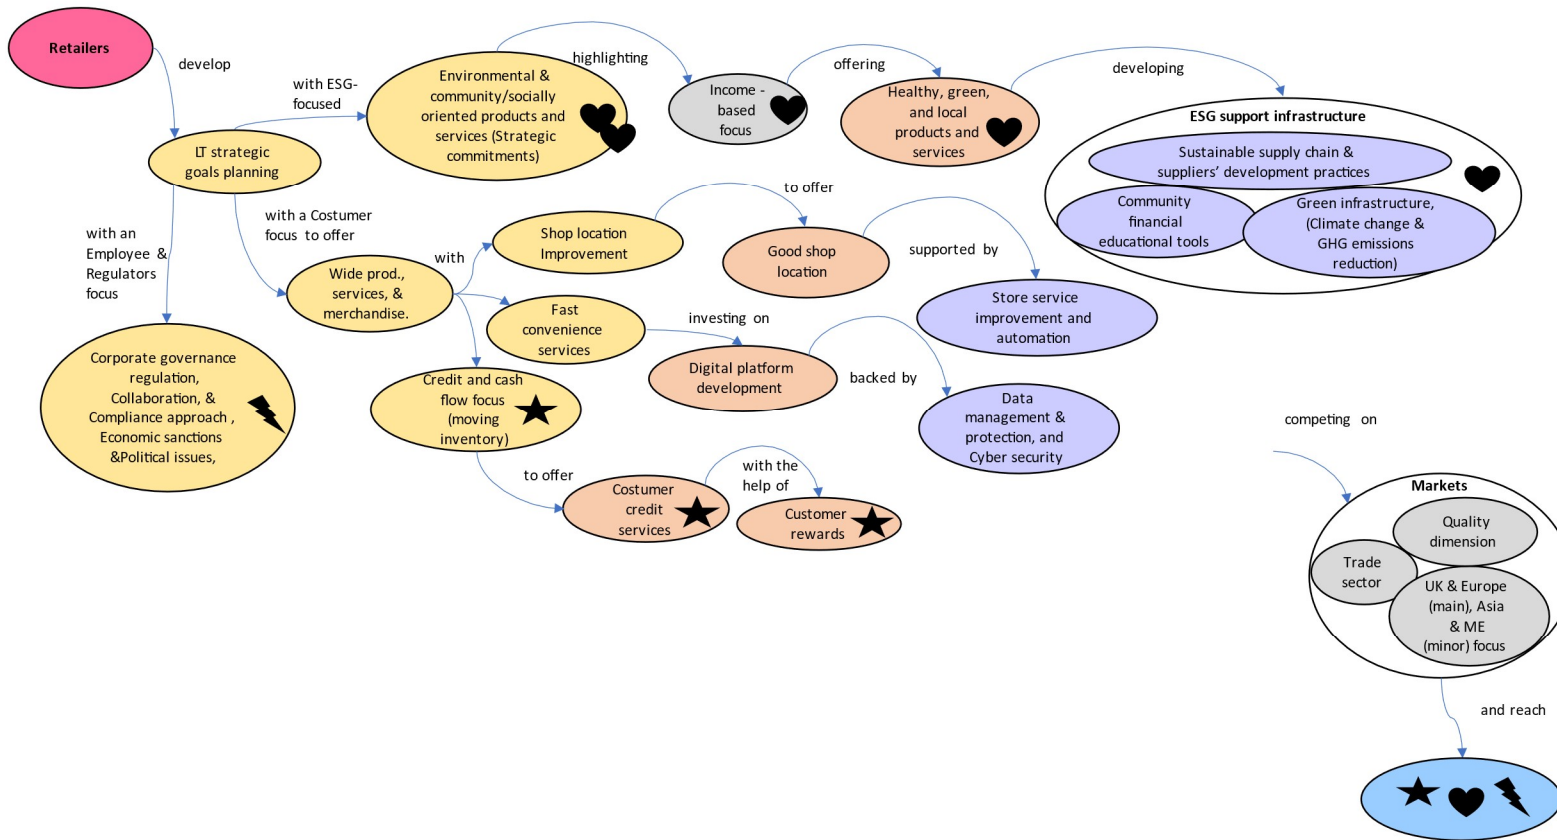 Retailers
develop
LT strategic
goals planning
with ESG-
focused
Environmental &
community/socially
oriented products and
services (Strategic
commitments)
highlighting
Income -
based
focus
offering
Healthy, green,
and local
products and
services
developing
ESG support infrastructure
Sustainable supply chain &
suppliers’ development practices
Community
financial
educational tools
Green infrastructure,
(Climate change &
GHG emissions
reduction)
with a Costumer
focus to offer
Wide prod.,
services, &
merchandise.
with
Shop location
Improvement
to offer
Good shop
location
supported by
Store service
improvement and
automation
Fast
convenience
services
investing on
Digital platform
development
backed by
Data
management &
protection, and
Cyber security
Credit and cash
flow focus
(moving
inventory)
to offer
Costumer
credit
services
with the
help of
Customer
rewards
with an
Employee &
Regulators
focus
Corporate governance
regulation,
Collaboration, &
Compliance approach ,
Economic sanctions
&Political issues,
competing on
Markets
Quality
dimension
Trade
sector
UK & Europe
(main), Asia
& ME
(minor) focus
and reach